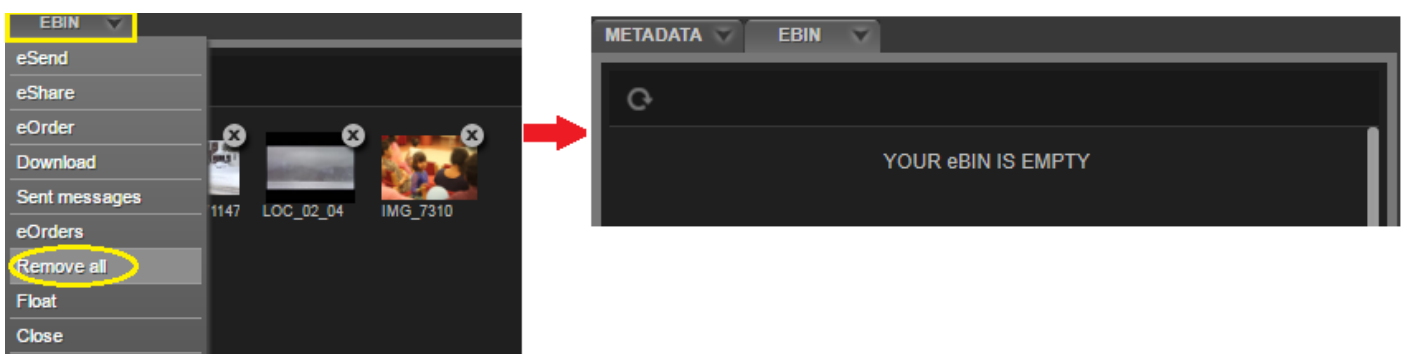 EBIN
eSend
eShare
eOrder
Download
Sent messages
eOrders
Remove all
Float
Close
1147 LOC_02_04 IMG_7310
METADATA EBIN
YOUR eBIN IS EMPTY